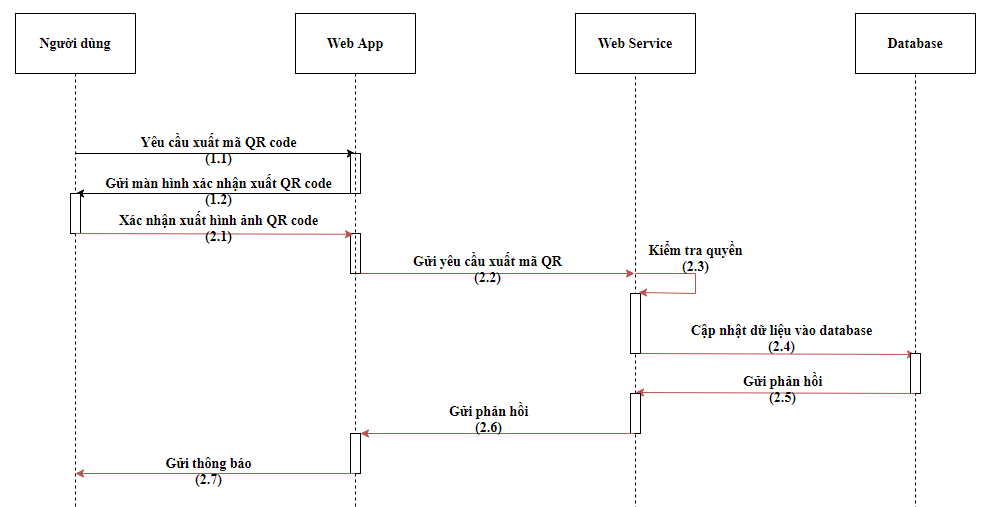 Người dùng
Web App
Web Service
Database
Yêu cầu xuất mã QR code
(1.1)
Gửi màn hình xác nhận xuất QR code
(1.2)
Xác nhận xuất hình ảnh QR code
(2.1)
Kiểm tra quyền
(2.3)
Gửi yêu cầu xuất mã QR
(2.2)
Cập nhật dữ liệu vào database
(2.4)
Gửi phản hồi
(2.5)
Gửi phản hồi
(2.6)
Gửi thông báo
(2.7)